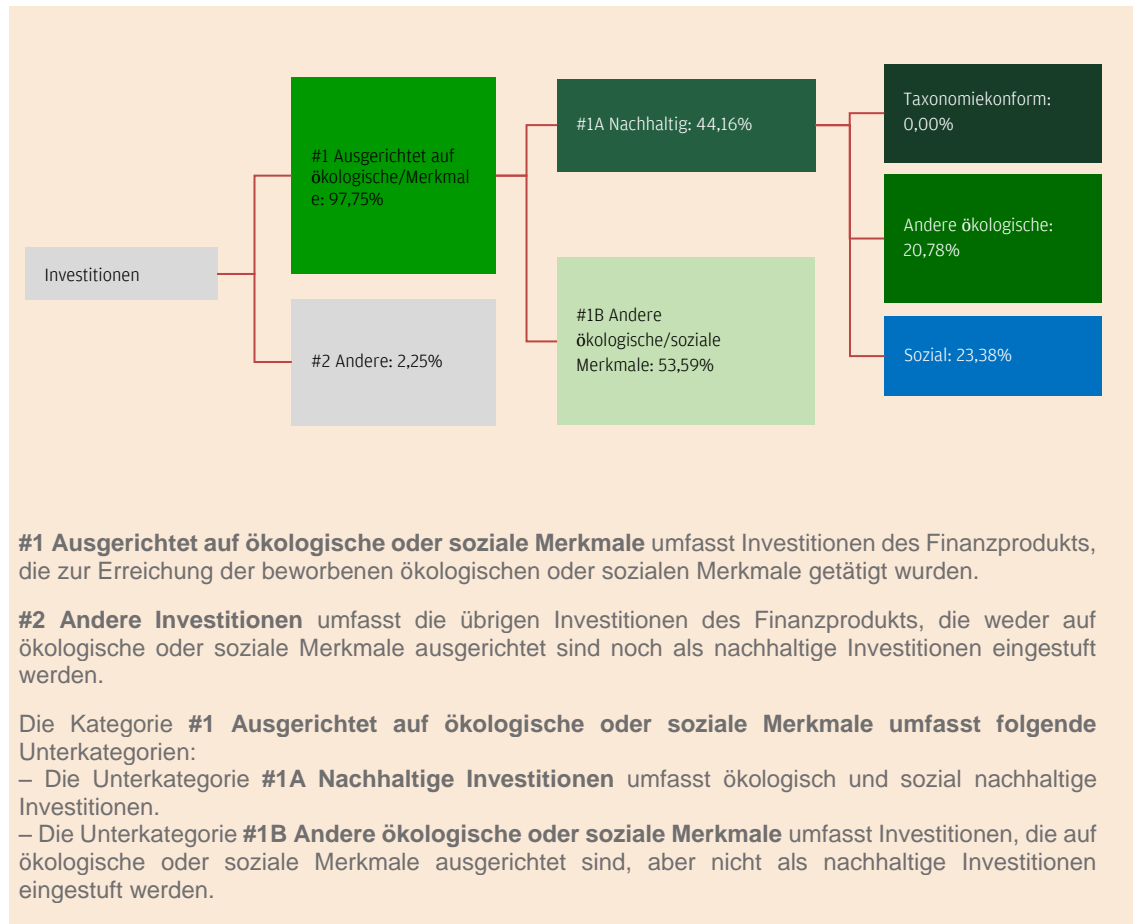 Investitionen
#1 Ausgerichtet auf
ökologische/Merkmal
e: 97,75%
#2 Andere: 2,25%
#1A Nachhaltig: 44,16%
#1B Andere
ökologische/soziale
Merkmale: 53,59%
Taxonomiekonform:
0,00%
Andere ökologische:
20,78%
Sozial: 23,38%
#1 Ausgerichtet auf ökologische oder soziale Merkmale umfasst Investitionen des Finanzprodukts,
die zur Erreichung der beworbenen ökologischen oder sozialen Merkmale getätigt wurden.
#2 Andere Investitionen umfasst die übrigen Investitionen des Finanzprodukts, die weder auf
ökologische oder soziale Merkmale ausgerichtet sind noch als nachhaltige Investitionen eingestuft
werden.
Die Kategorie #1 Ausgerichtet auf ökologische oder soziale Merkmale umfasst folgende
Unterkategorien:
– Die Unterkategorie #1A Nachhaltige Investitionen umfasst ökologisch und sozial nachhaltige
Investitionen.
– Die Unterkategorie #1B Andere ökologische oder soziale Merkmale umfasst Investitionen, die auf
ökologische oder soziale Merkmale ausgerichtet sind, aber nicht als nachhaltige Investitionen
eingestuft werden.